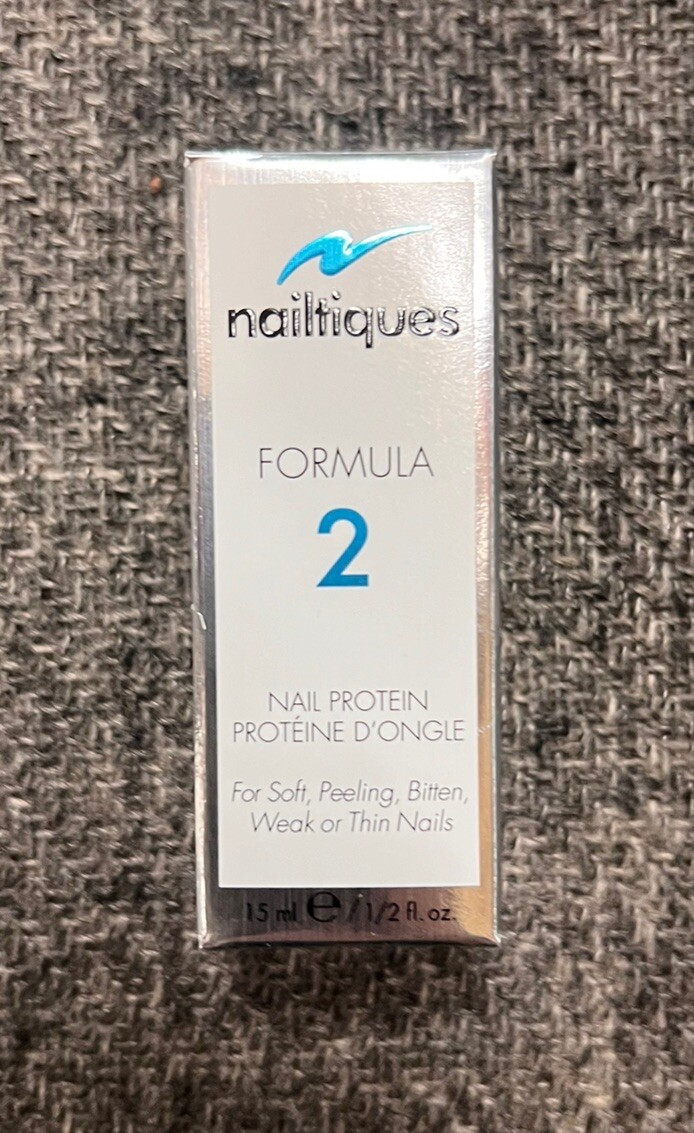 nailtiques
FORMULA
2
NAIL PROTEIN
PROTÉINE D'ONGLE
For Soft, Peeling, Bitten,
Weak or Thin Nails
15 ml ℮ / 1/2 fl. oz.